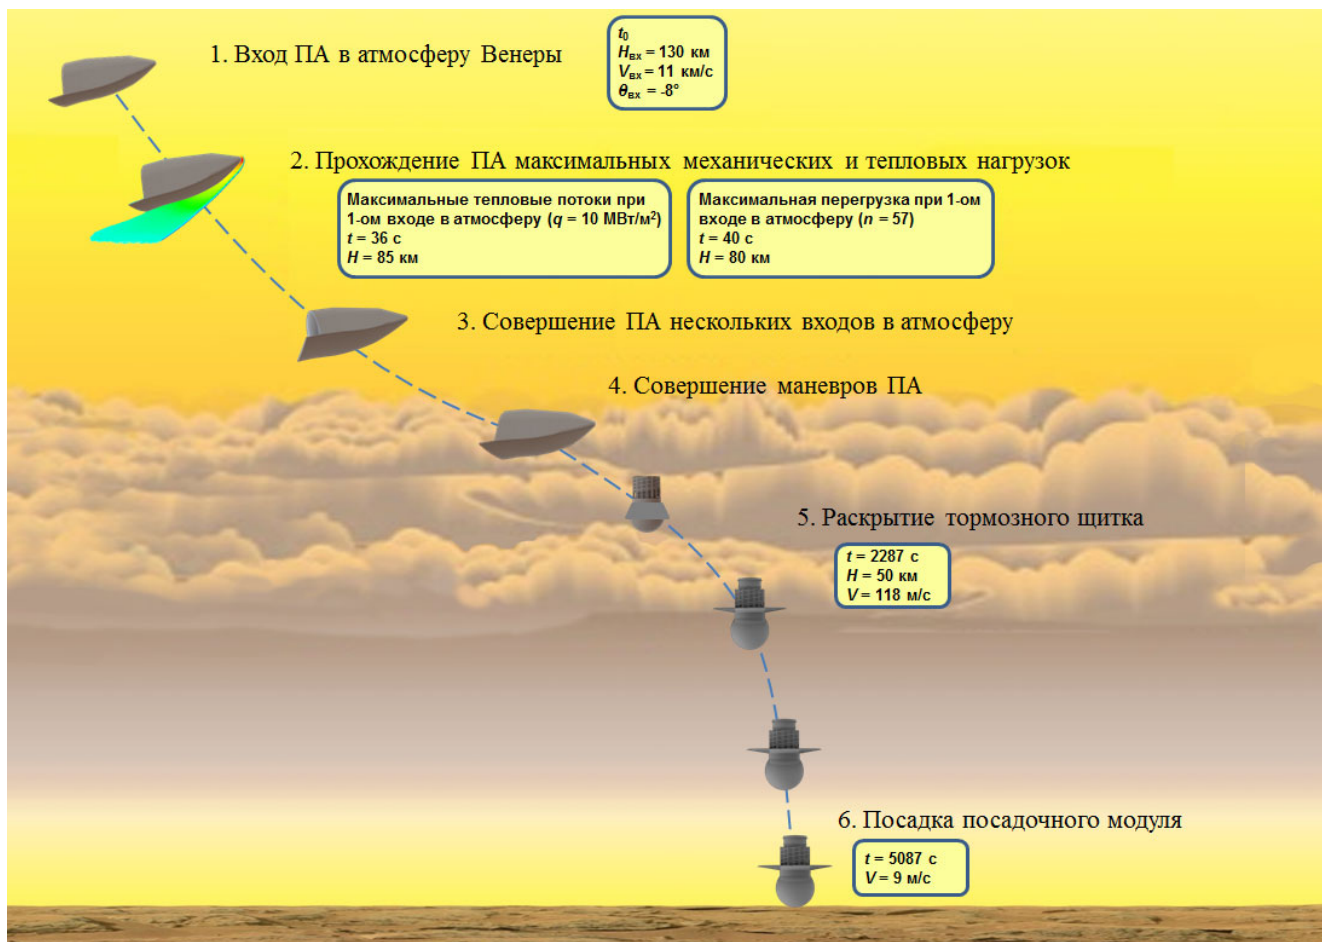 1. Вход ПА в атмосферу Венеры
t₀
Hвх = 130 км
Vвх = 11 км/с
θвх = -8°
2. Прохождение ПА максимальных механических и тепловых нагрузок
Максимальные тепловые потоки при
1-ом входе в атмосферу (q = 10 МВт/м²)
t = 36 с
H = 85 км
Максимальная перегрузка при 1-ом
входе в атмосферу (n = 57)
t = 40 с
H = 80 км
3. Совершение ПА нескольких входов в атмосферу
4. Совершение маневров ПА
5. Раскрытие тормозного щитка
t = 2287 с
H = 50 км
V = 118 м/с
6. Посадка посадочного модуля
t = 5087 с
V = 9 м/с